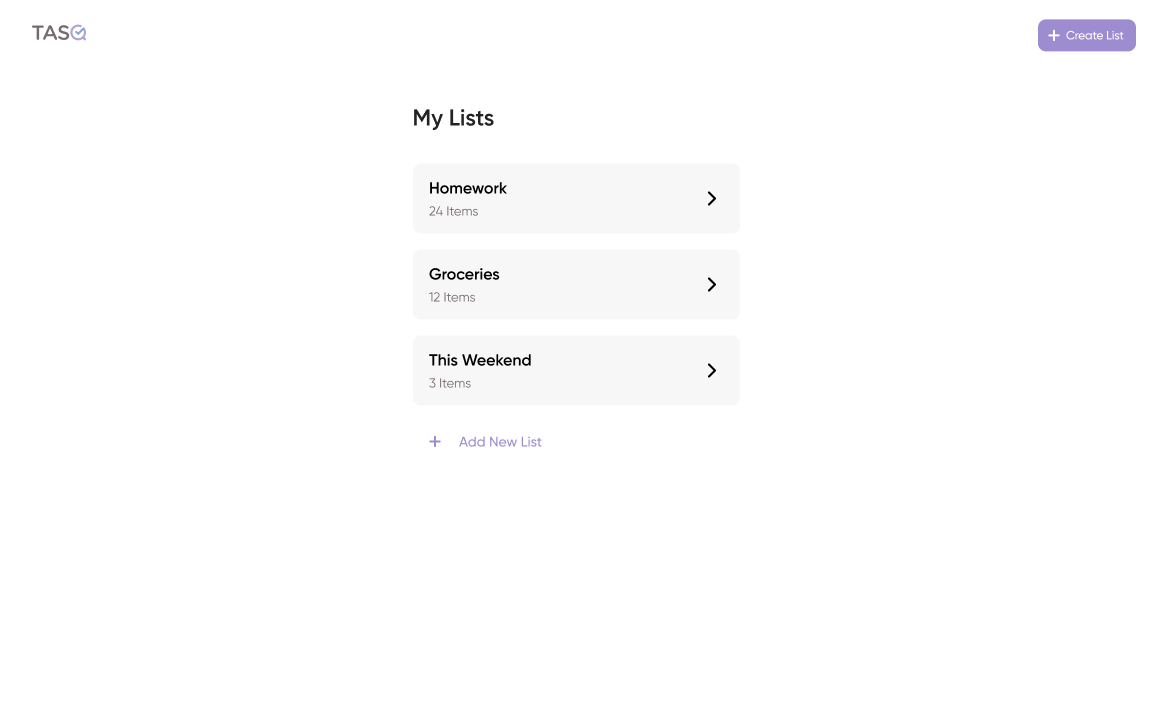 TASQ
Create List
My Lists
Homework
24 Items
Groceries
12 Items
This Weekend
3 Items
Add New List